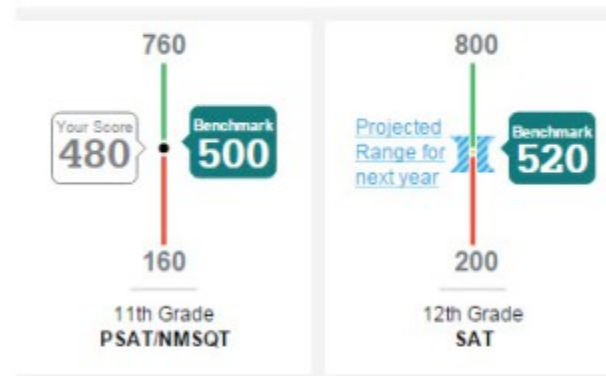 760
Your Score
480
Benchmark
500
160
11th Grade
PSAT/NMSQT
800
Projected
Range for
next year
Benchmark
520
200
12th Grade
SAT